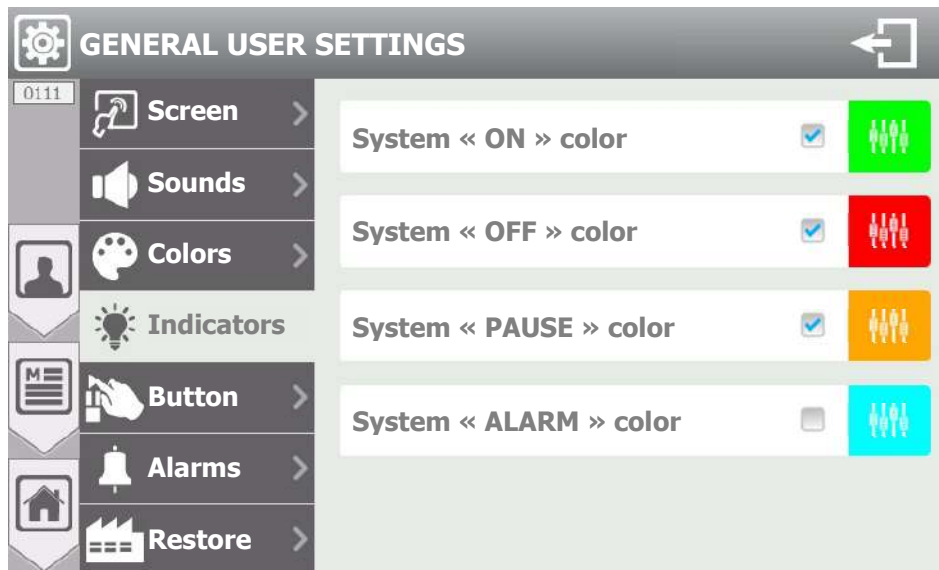 GENERAL USER SETTINGS
0111
Screen
Sounds
Colors
Indicators
Button
Alarms
Restore
M
System « ON » color
System « OFF » color
System « PAUSE » color
System « ALARM » color